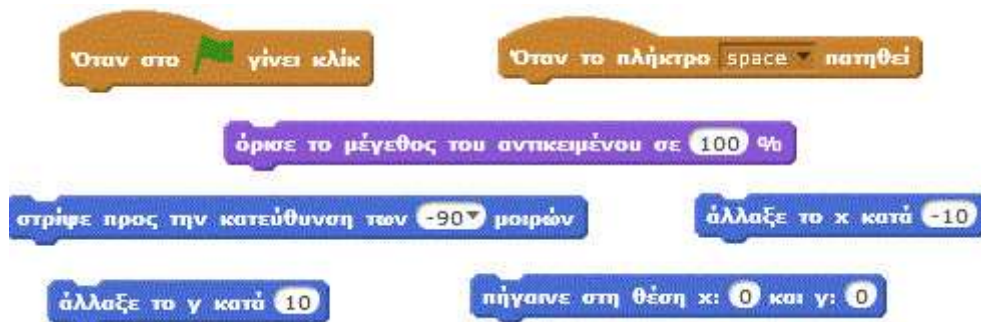 Όταν στο γίνει κλίκ
Όταν το πλήκτρο space πατηθεί
όρισε το μέγεθος του αντικειμένου σε 100 %
στρίψε προς την κατεύθυνση των -90 μοιρών
άλλαξε το x κατά -10
άλλαξε το y κατά 10
πήγαινε στη θέση x: 0 και y: 0